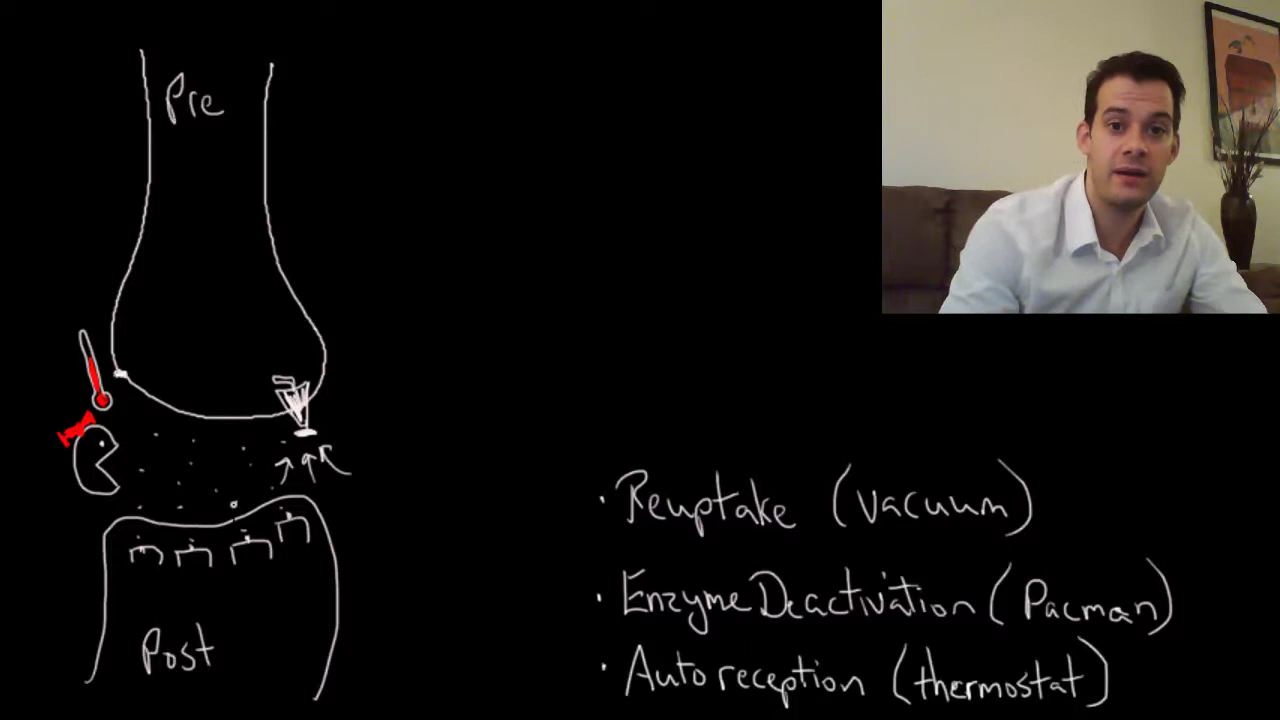 Pre
· Reuptake (vacuum)
· Enzyme Deactivation (Pacman)
Post
· Autoreception (thermostat)